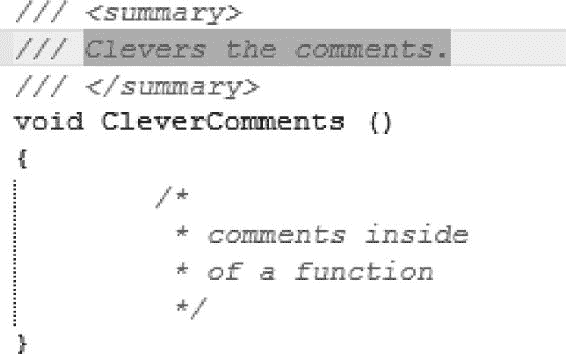 /// <summary>
/// Clevers the comments.
/// </summary>
void CleverComments ()
{
/*
* comments inside
* of a function
*/
}